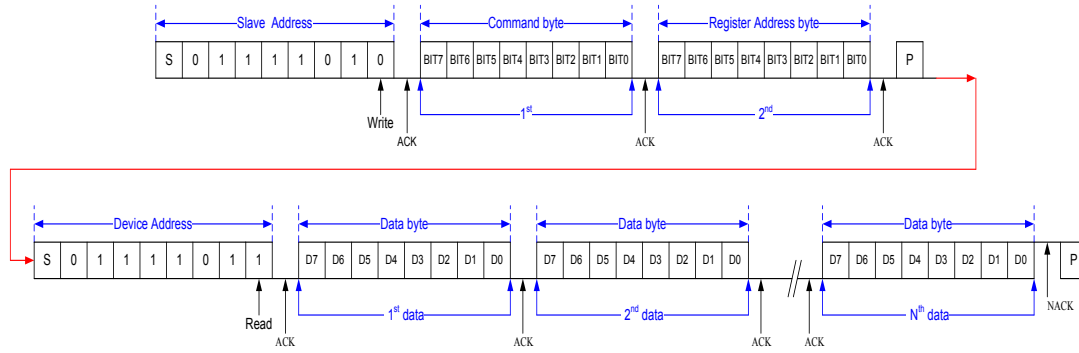 Slave Address Command byte Register Address byte
S 0 1 1 1 1 0 1 0 BIT7 BIT6 BIT5 BIT4 BIT3 BIT2 BIT1 BIT0 BIT7 BIT6 BIT5 BIT4 BIT3 BIT2 BIT1 BIT0 P
1st 2nd
Write ACK ACK ACK
Device Address Data byte Data byte Data byte
S 0 1 1 1 1 0 1 1 D7 D6 D5 D4 D3 D2 D1 D0 D7 D6 D5 D4 D3 D2 D1 D0 // D7 D6 D5 D4 D3 D2 D1 D0 P
1st data 2nd data Nth data NACK
Read ACK ACK ACK ACK